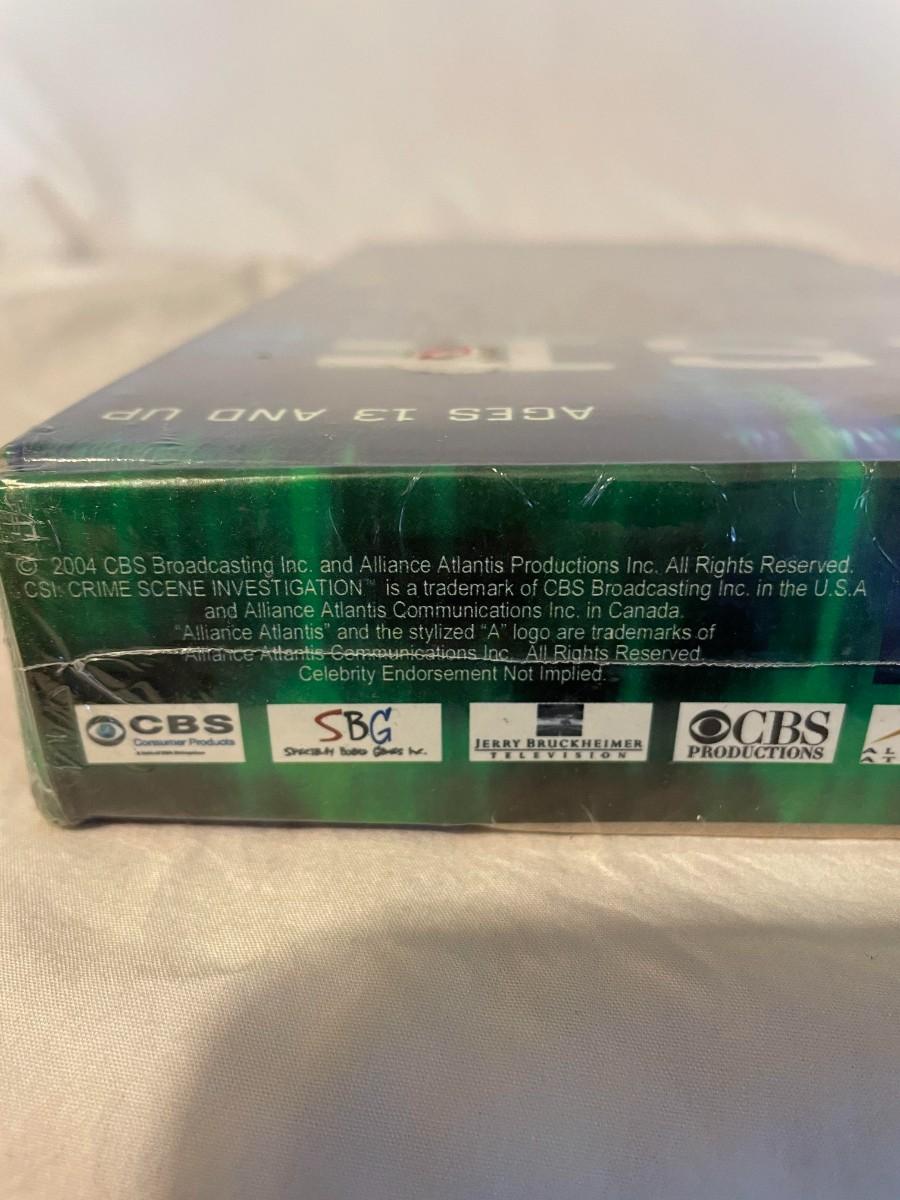 AGES 13 AND UP
© 2004 CBS Broadcasting Inc. and Alliance Atlantis Productions Inc. All Rights Reserved.
CSI: CRIME SCENE INVESTIGATION™ is a trademark of CBS Broadcasting Inc. in the U.S.A
and Alliance Atlantis Communications Inc. in Canada.
"Alliance Atlantis" and the stylized "A" logo are trademarks of
Alliance Atlantis Communications Inc. All Rights Reserved.
Celebrity Endorsement Not Implied.
CBS
Consumer Products
SBG
Specialty Board Games Inc.
JERRY BRUCKHEIMER
TELEVISION
CBS
PRODUCTIONS
AL
AT